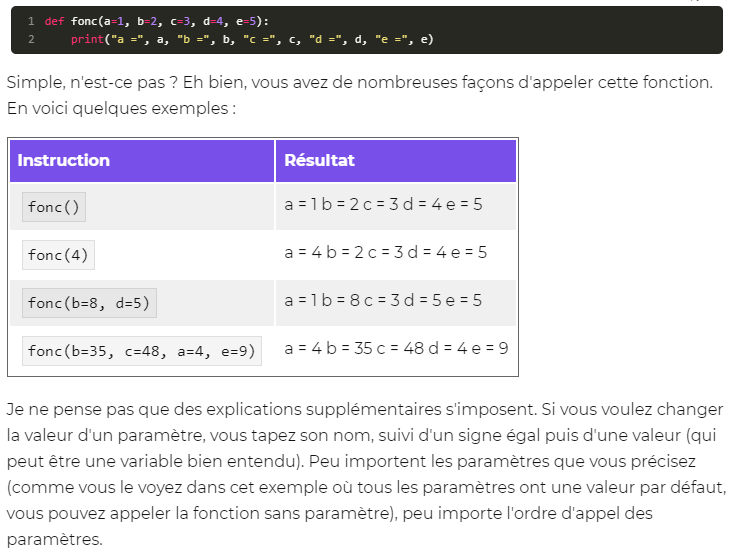 1 def fonc(a=1, b=2, c=3, d=4, e=5):
2     print("a =", a, "b =", b, "c =", c, "d =", d, "e =", e)
Simple, n'est-ce pas ? Eh bien, vous avez de nombreuses façons d'appeler cette fonction.
En voici quelques exemples :
Instruction Résultat
fonc() a = 1 b = 2 c = 3 d = 4 e = 5
fonc(4) a = 4 b = 2 c = 3 d = 4 e = 5
fonc(b=8, d=5) a = 1 b = 8 c = 3 d = 5 e = 5
fonc(b=35, c=48, a=4, e=9) a = 4 b = 35 c = 48 d = 4 e = 9
Je ne pense pas que des explications supplémentaires s'imposent. Si vous voulez changer
la valeur d'un paramètre, vous tapez son nom, suivi d'un signe égal puis d'une valeur (qui
peut être une variable bien entendu). Peu importent les paramètres que vous précisez
(comme vous le voyez dans cet exemple où tous les paramètres ont une valeur par défaut,
vous pouvez appeler la fonction sans paramètre), peu importe l'ordre d'appel des
paramètres.